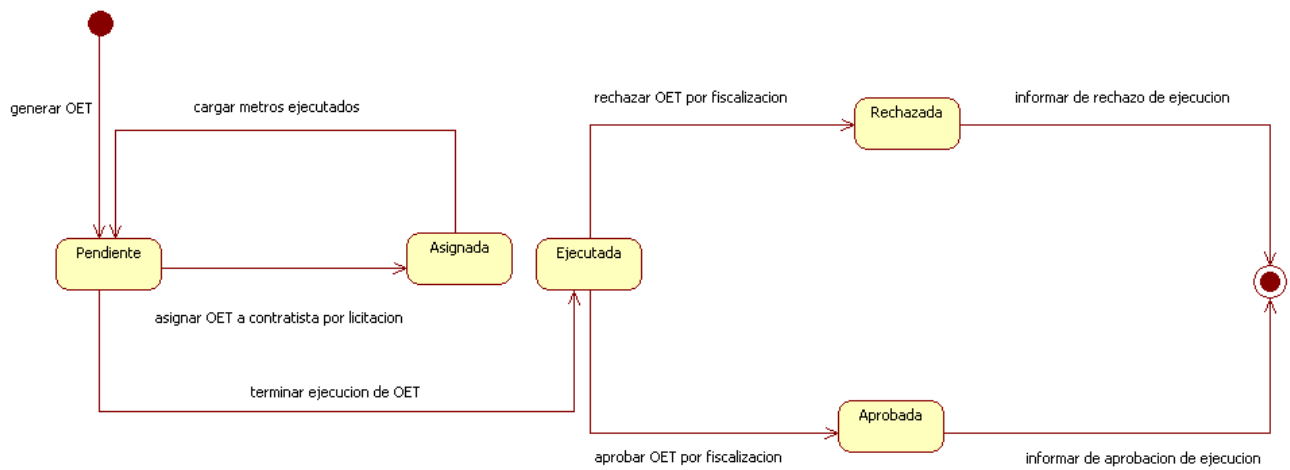 generar OET
cargar metros ejecutados
rechazar OET por fiscalizacion
Rechazada
informar de rechazo de ejecucion
Pendiente
Asignada
Ejecutada
asignar OET a contratista por licitacion
terminar ejecucion de OET
Aprobada
aprobar OET por fiscalizacion
informar de aprobacion de ejecucion